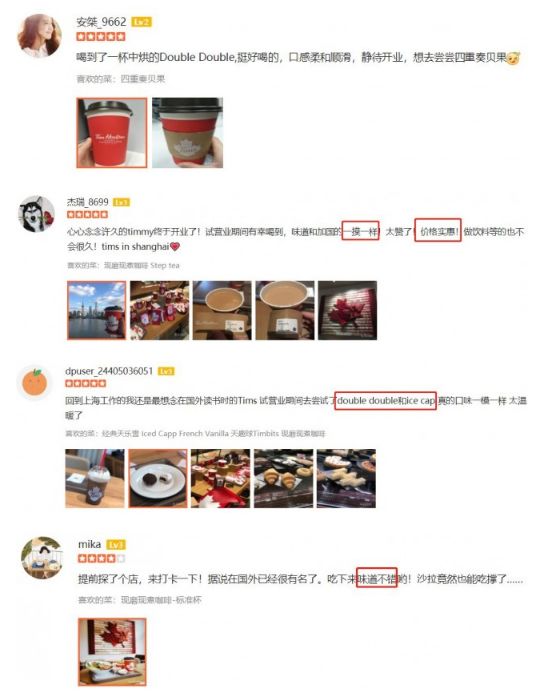 安桀_9662 Lv2
喝到了一杯中烘的Double Double,挺好喝的，口感柔和顺滑，静待开业，想去尝尝四重奏贝果
喜欢的菜：四重奏贝果
Tim Hortons
杰瑞_8699 Lv1
心心念念许久的timmy终于开业了！试营业期间有幸喝到，味道和加国的一摸一样！太赞了！价格实惠！做饮料等的也不
会很久！tims in shanghai
喜欢的菜：现磨现煮咖啡 Step tea
dpuser_24405036051 Lv5
回到上海工作的我还是最想念在国外读书时的Tims 试营业期间去尝试了double double和ice cap 真的口味一模一样 太温
暖了
喜欢的菜：经典天乐雪 Iced Capp French Vanilla 天趣球Timbits 现磨现煮咖啡
mika Lv3
提前探了个店，来打卡一下！据说在国外已经很有名了。吃下来味道不错哟！沙拉竟然也能吃撑了……
喜欢的菜：现磨现煮咖啡-标准杯